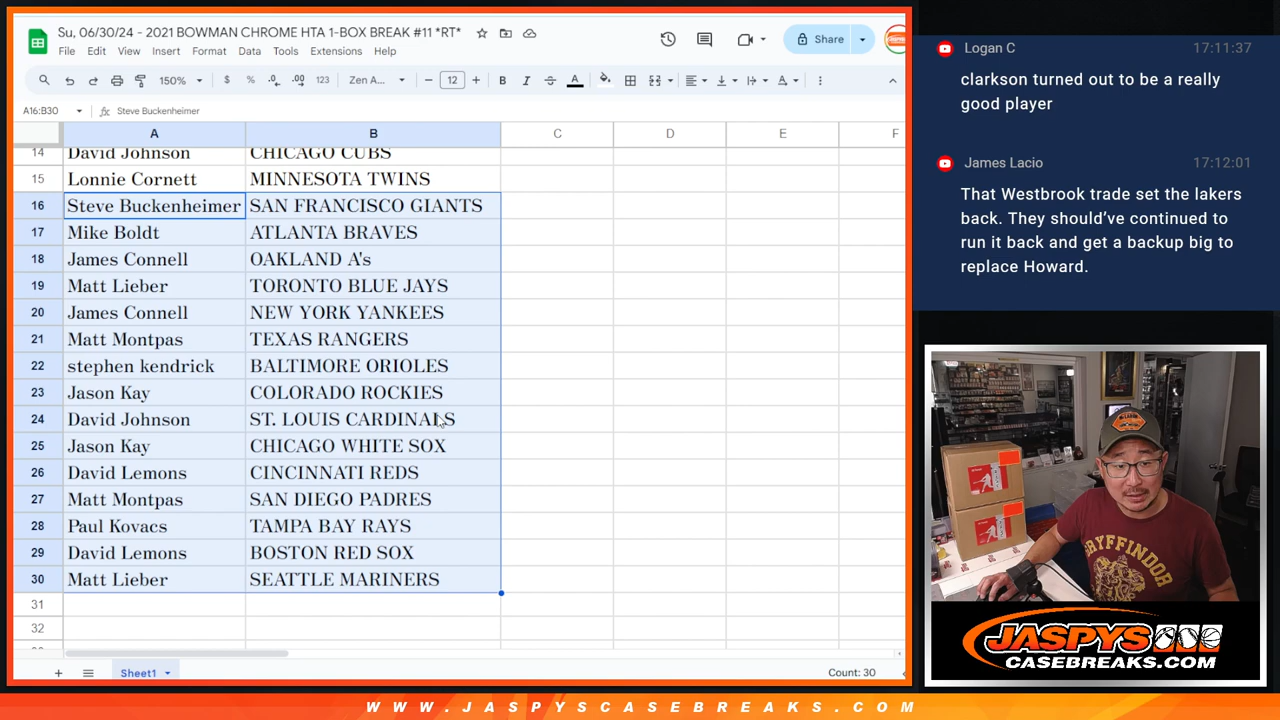 Su, 06/30/24 - 2021 BOWMAN CHROME HTA 1-BOX BREAK #11 *RT*
File Edit View Insert Format Data Tools Extensions Help
Share
150% $ % .0 .00 123 Zen A... 12 B I A
A16:B30 fx Steve Buckenheimer
A B C D E F
14 David Johnson CHICAGO CUBS
15 Lonnie Cornett MINNESOTA TWINS
16 Steve Buckenheimer SAN FRANCISCO GIANTS
17 Mike Boldt ATLANTA BRAVES
18 James Connell OAKLAND A's
19 Matt Lieber TORONTO BLUE JAYS
20 James Connell NEW YORK YANKEES
21 Matt Montpas TEXAS RANGERS
22 stephen kendrick BALTIMORE ORIOLES
23 Jason Kay COLORADO ROCKIES
24 David Johnson ST. LOUIS CARDINALS
25 Jason Kay CHICAGO WHITE SOX
26 David Lemons CINCINNATI REDS
27 Matt Montpas SAN DIEGO PADRES
28 Paul Kovacs TAMPA BAY RAYS
29 David Lemons BOSTON RED SOX
30 Matt Lieber SEATTLE MARINERS
31
32
Sheet1 Count: 30
Logan C 17:11:37
clarkson turned out to be a really
good player
James Lacio 17:12:01
That Westbrook trade set the lakers
back. They should've continued to
run it back and get a backup big to
replace Howard.
GRYFFINDOR
JASPYS
CASEBREAKS.COM
WWW.JASPYSCASEBREAKS.COM